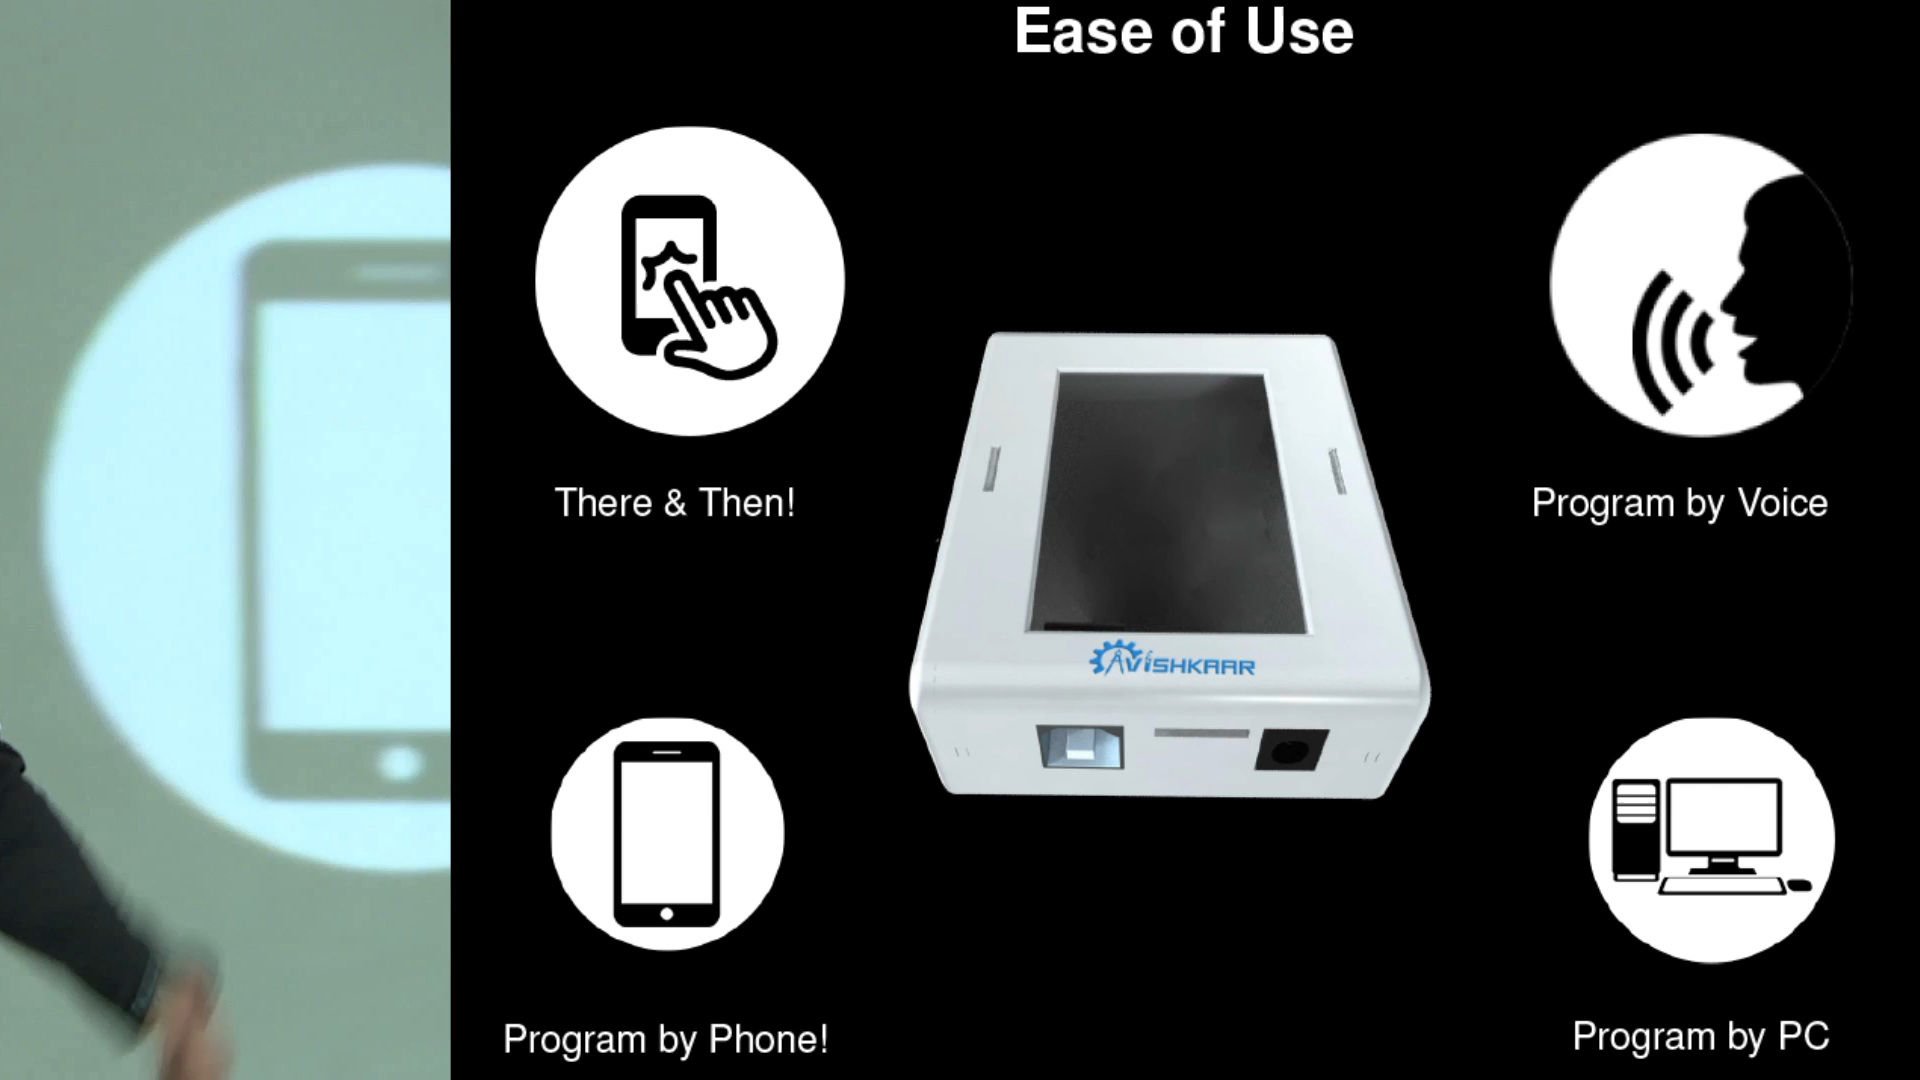 Ease of Use
There & Then!
Program by Voice
AViSHKAAR
Program by Phone!
Program by PC